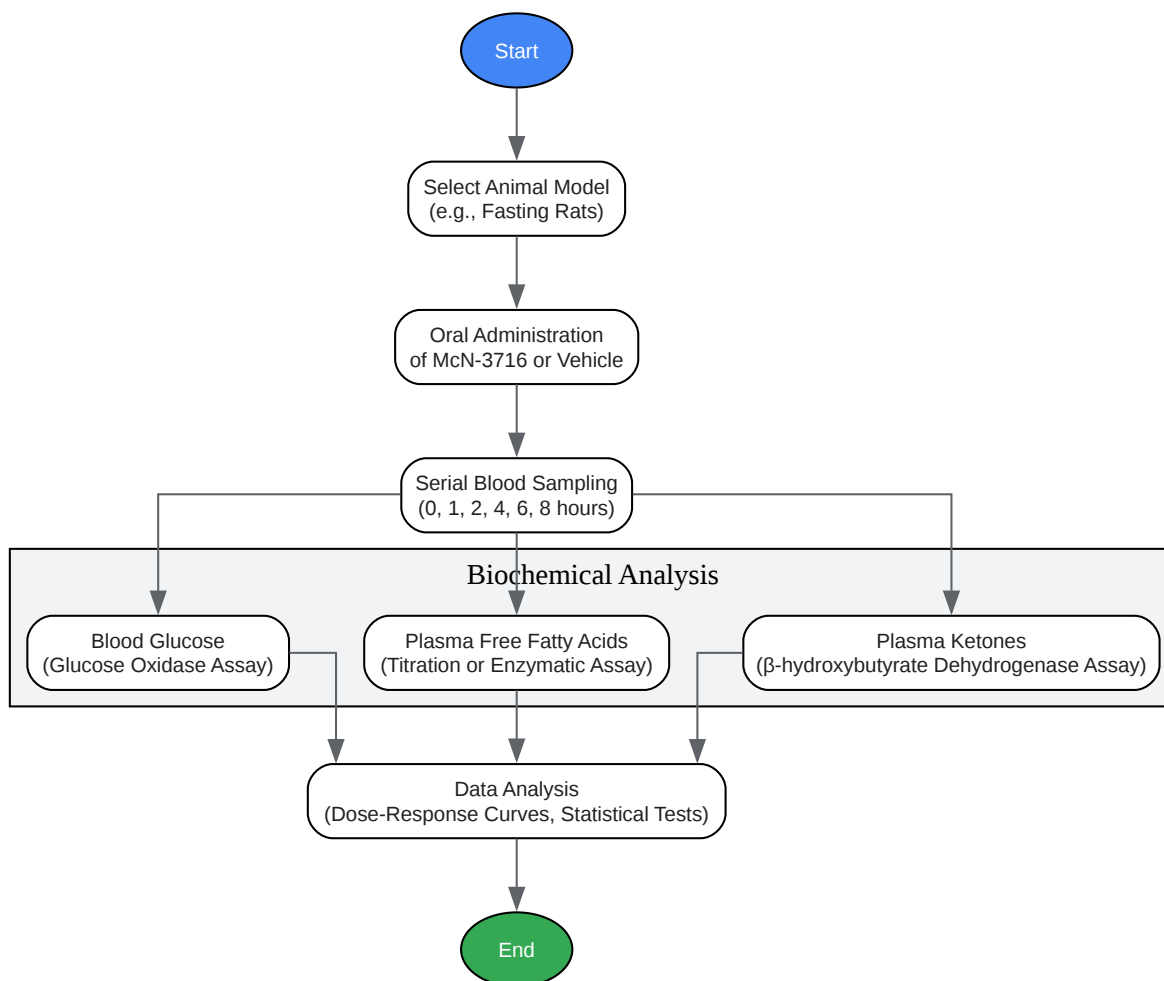 Start
Select Animal Model
(e.g., Fasting Rats)
Oral Administration
of McN-3716 or Vehicle
Serial Blood Sampling
(0, 1, 2, 4, 6, 8 hours)
Biochemical Analysis
Blood Glucose
(Glucose Oxidase Assay)
Plasma Free Fatty Acids
(Titration or Enzymatic Assay)
Plasma Ketones
(β-hydroxybutyrate Dehydrogenase Assay)
Data Analysis
(Dose-Response Curves, Statistical Tests)
End